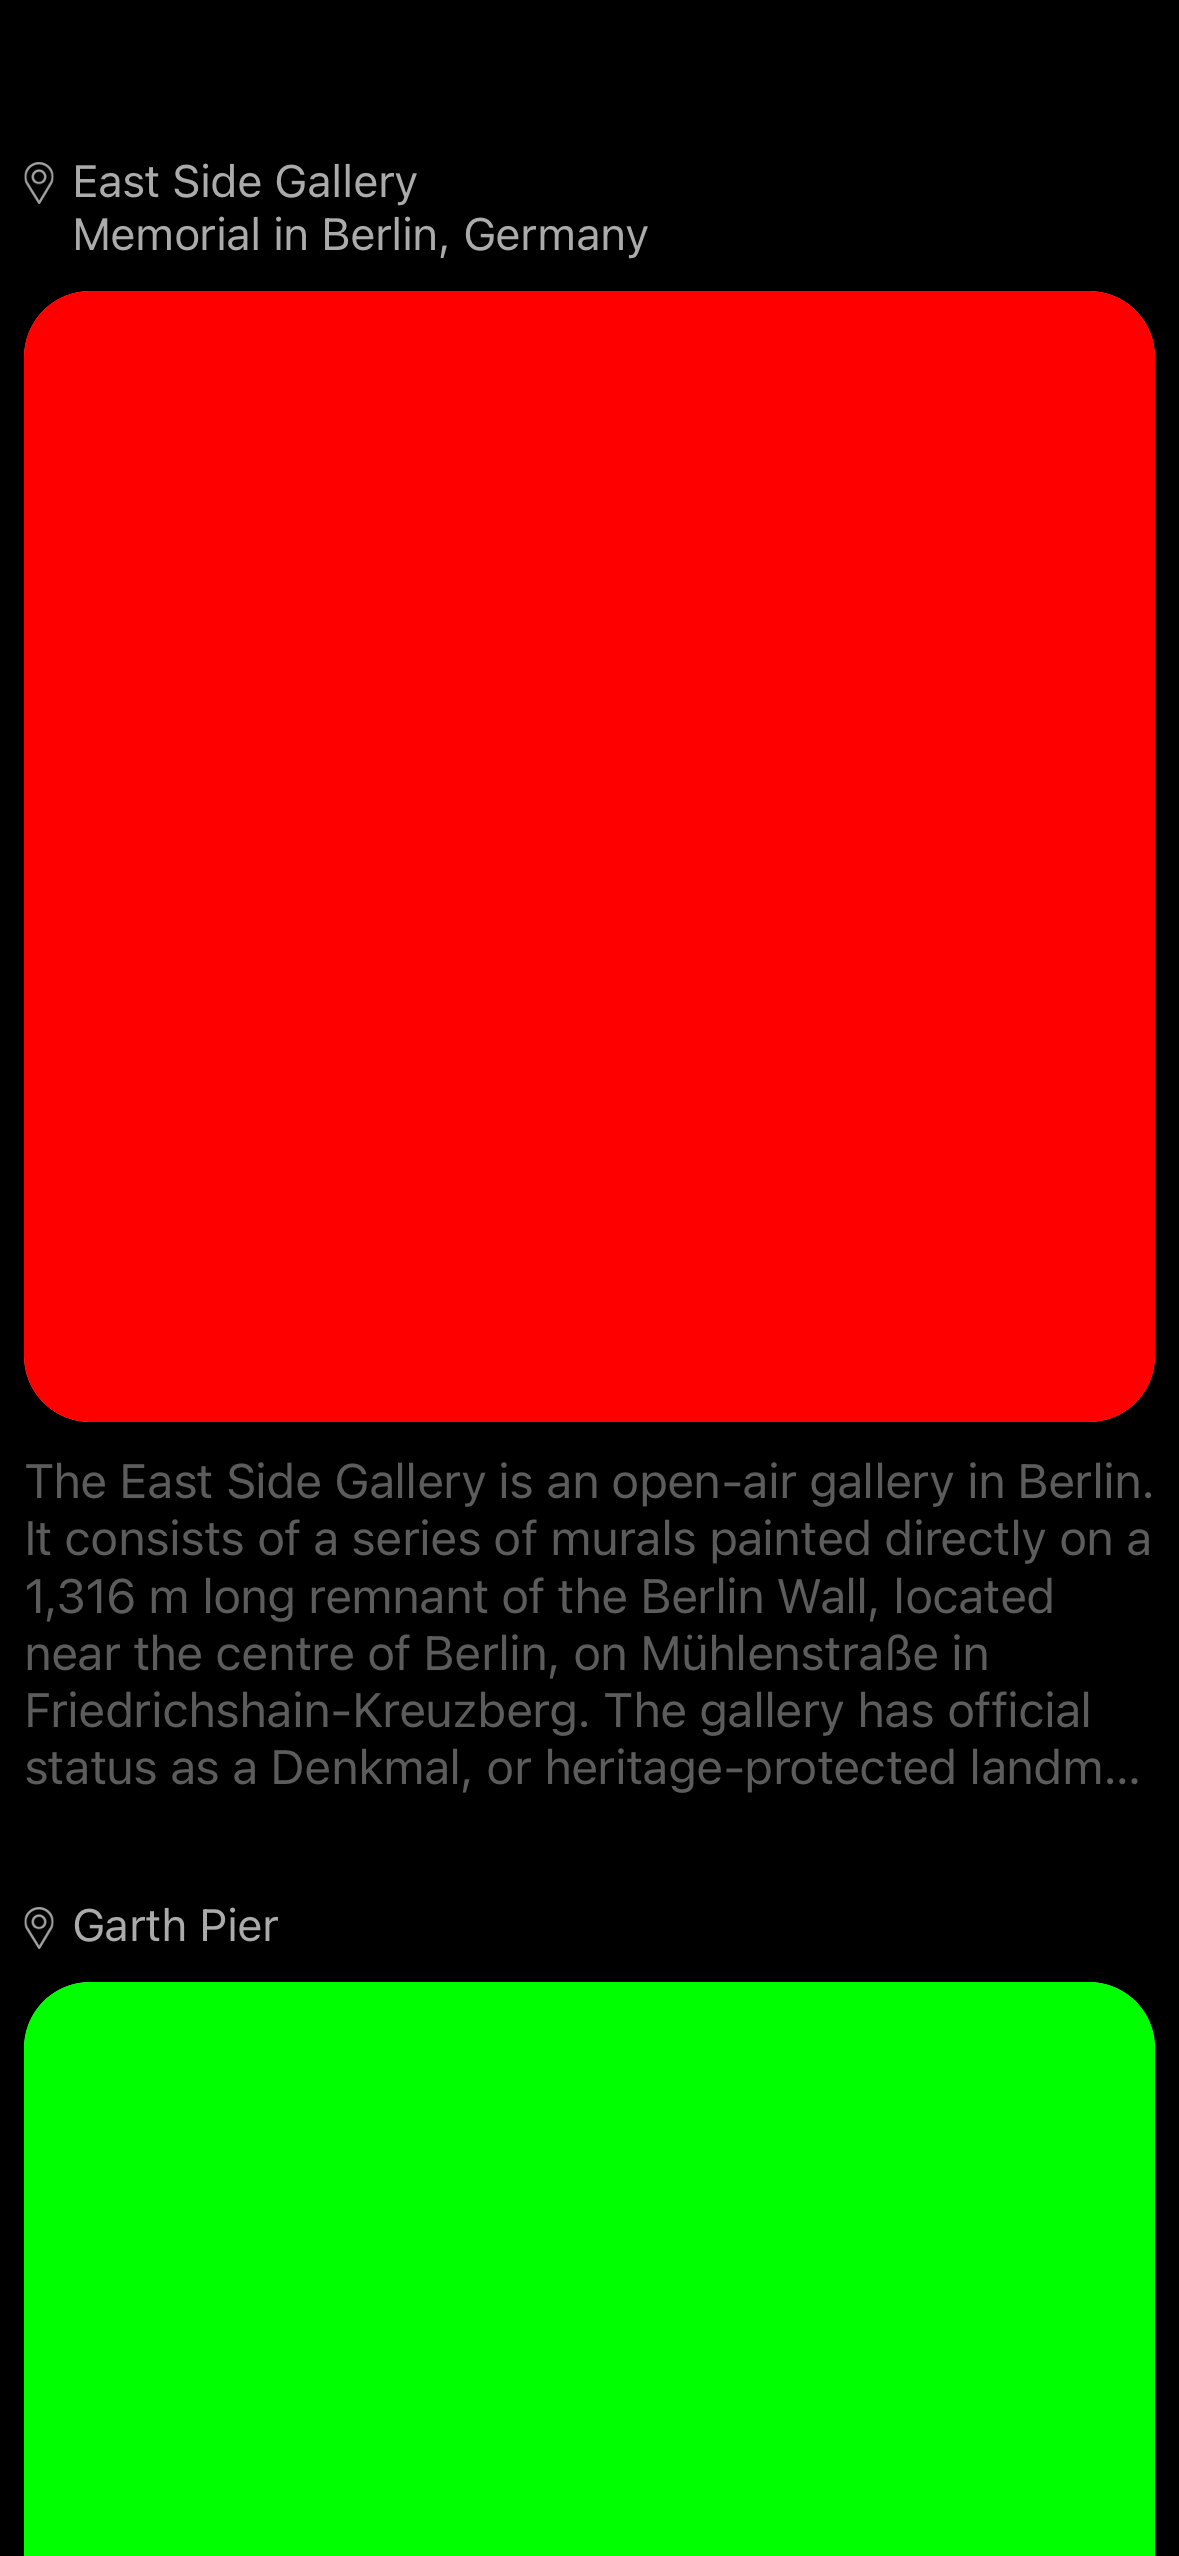 East Side Gallery
Memorial in Berlin, Germany
The East Side Gallery is an open-air gallery in Berlin.
It consists of a series of murals painted directly on a
1,316 m long remnant of the Berlin Wall, located
near the centre of Berlin, on Mühlenstraße in
Friedrichshain-Kreuzberg. The gallery has official
status as a Denkmal, or heritage-protected landm...
Garth Pier